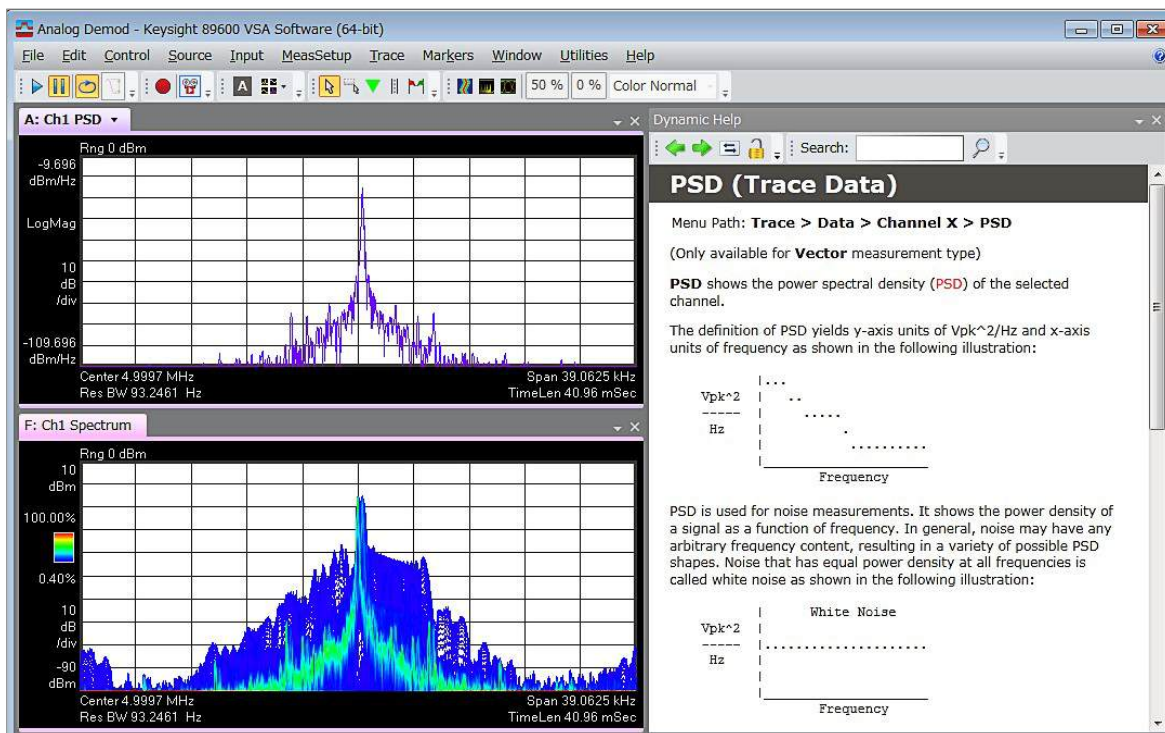 Analog Demod - Keysight 89600 VSA Software (64-bit)
File Edit Control Source Input MeasSetup Trace Markers Window Utilities Help
A 50 % 0 % Color Normal
A: Ch1 PSD
Rng 0 dBm
-9.696
dBm/Hz
LogMag
10
dB
/div
-109.696
dBm/Hz
Center 4.9997 MHz Span 39.0625 kHz
Res BW 93.2461 Hz TimeLen 40.96 mSec
F: Ch1 Spectrum
Rng 0 dBm
10
dBm
100.00%
0.40%
10
dB
/div
-90
dBm
Center 4.9997 MHz Span 39.0625 kHz
Res BW 93.2461 Hz TimeLen 40.96 mSec
Dynamic Help
Search:
PSD (Trace Data)
Menu Path: Trace > Data > Channel X > PSD
(Only available for Vector measurement type)
PSD shows the power spectral density (PSD) of the selected
channel.
The definition of PSD yields y-axis units of Vpk^2/Hz and x-axis
units of frequency as shown in the following illustration:
Vpk^2
-----
Hz
Frequency
PSD is used for noise measurements. It shows the power density of
a signal as a function of frequency. In general, noise may have any
arbitrary frequency content, resulting in a variety of possible PSD
shapes. Noise that has equal power density at all frequencies is
called white noise as shown in the following illustration:
White Noise
Vpk^2
-----
Hz
Frequency